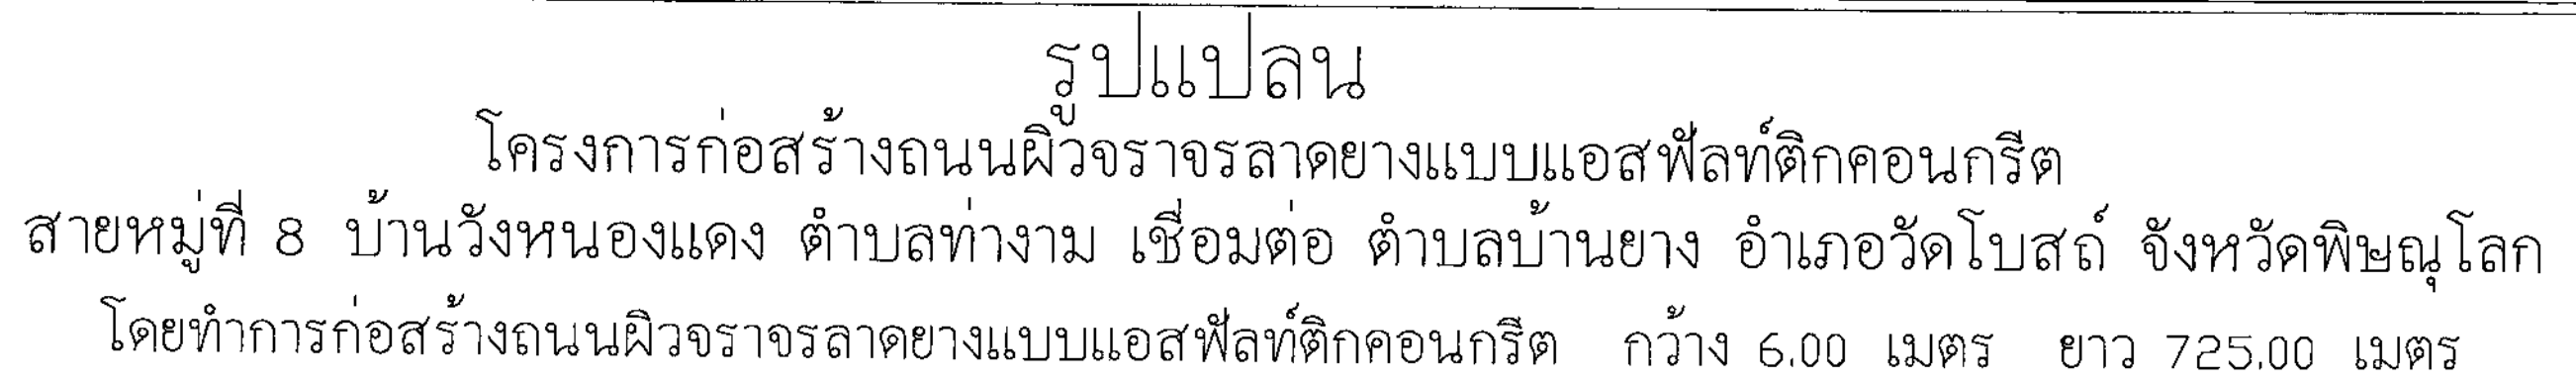 รูปแปลน
โครงการก่อสร้างถนนผิวจราจรลาดยางแบบแอสฟัลท์ติกคอนกรีต
สายหมู่ที่ 8 บ้านวังหนองแดง ตำบลท่างาม เชื่อมต่อ ตำบลบ้านยาง อำเภอวัดโบสถ์ จังหวัดพิษณุโลก
โดยทำการก่อสร้างถนนผิวจราจรลาดยางแบบแอสฟัลท์ติกคอนกรีต กว้าง 6.00 เมตร ยาว 725.00 เมตร